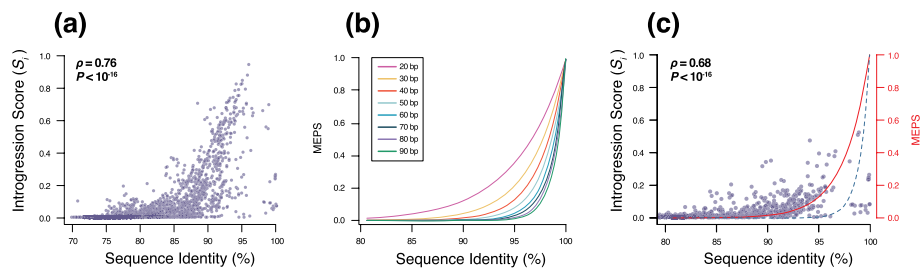 (a)
ρ = 0.76
P < 10-16
Introgression Score (Si)
1.0
0.8
0.6
0.4
0.2
0.0
70 75 80 85 90 95 100
Sequence Identity (%)
(b)
MEPS
1.0
0.8
0.6
0.4
0.2
0.0
20 bp
30 bp
40 bp
50 bp
60 bp
70 bp
80 bp
90 bp
80 85 90 95 100
Sequence Identity (%)
(c)
ρ = 0.68
P < 10-16
Introgression Score (Si)
1.0
0.8
0.6
0.4
0.2
0.0
80 85 90 95 100
Sequence identity (%)
1.0
0.8
0.6
0.4
0.2
0.0
MEPS